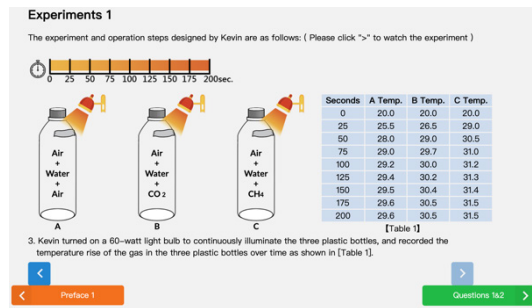 Experiments 1
The experiment and operation steps designed by Kevin are as follows: ( Please click ">" to watch the experiment )
0 25 50 75 100 125 150 175 200sec.
Air + Water + Air
A
Air + Water + CO2
B
Air + Water + CH4
C
Seconds A Temp. B Temp. C Temp.
0 20.0 20.0 20.0
25 25.5 26.5 29.0
50 28.0 29.0 30.5
75 29.0 29.7 31.0
100 29.2 30.0 31.2
125 29.4 30.2 31.3
150 29.5 30.4 31.4
175 29.6 30.5 31.5
200 29.6 30.5 31.5
【Table 1】
3. Kevin turned on a 60-watt light bulb to continuously illuminate the three plastic bottles, and recorded the
temperature rise of the gas in the three plastic bottles over time as shown in [Table 1].
< >
< Preface 1
Questions 1&2 >